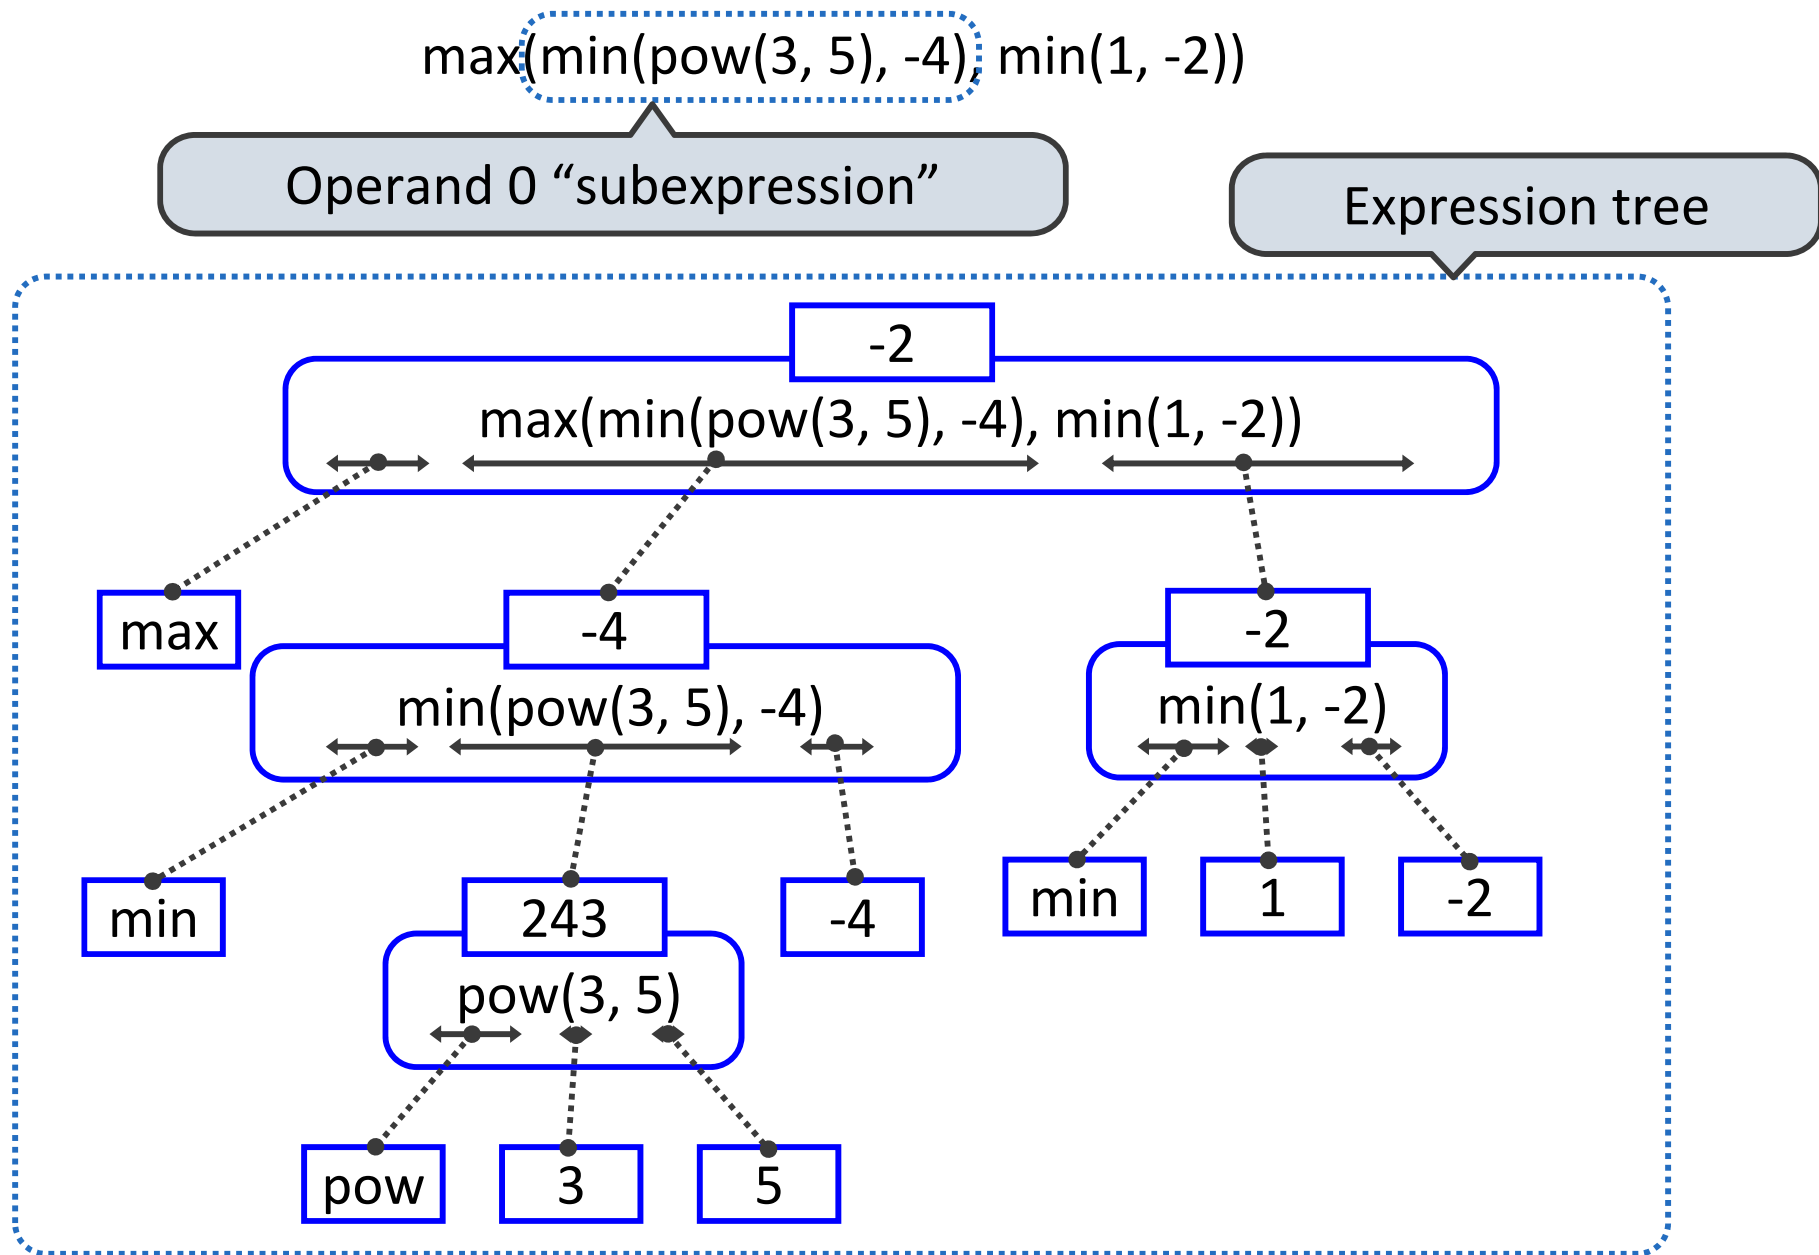 max(min(pow(3, 5), -4), min(1, -2))
Operand 0 “subexpression”
Expression tree
-2
max(min(pow(3, 5), -4), min(1, -2))
max
-4
-2
min(pow(3, 5), -4)
min(1, -2)
min
243
-4
min
1
-2
pow(3, 5)
pow
3
5